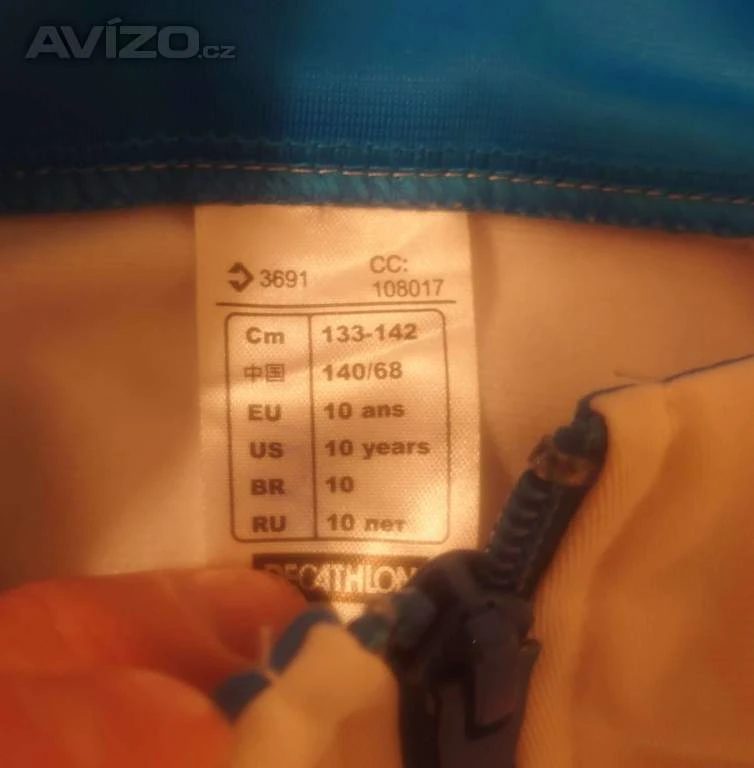 AVÍZO.cz
3691 CC: 108017
Cm 133-142
中国 140/68
EU 10 ans
US 10 years
BR 10
RU 10 лет
DECATHLON